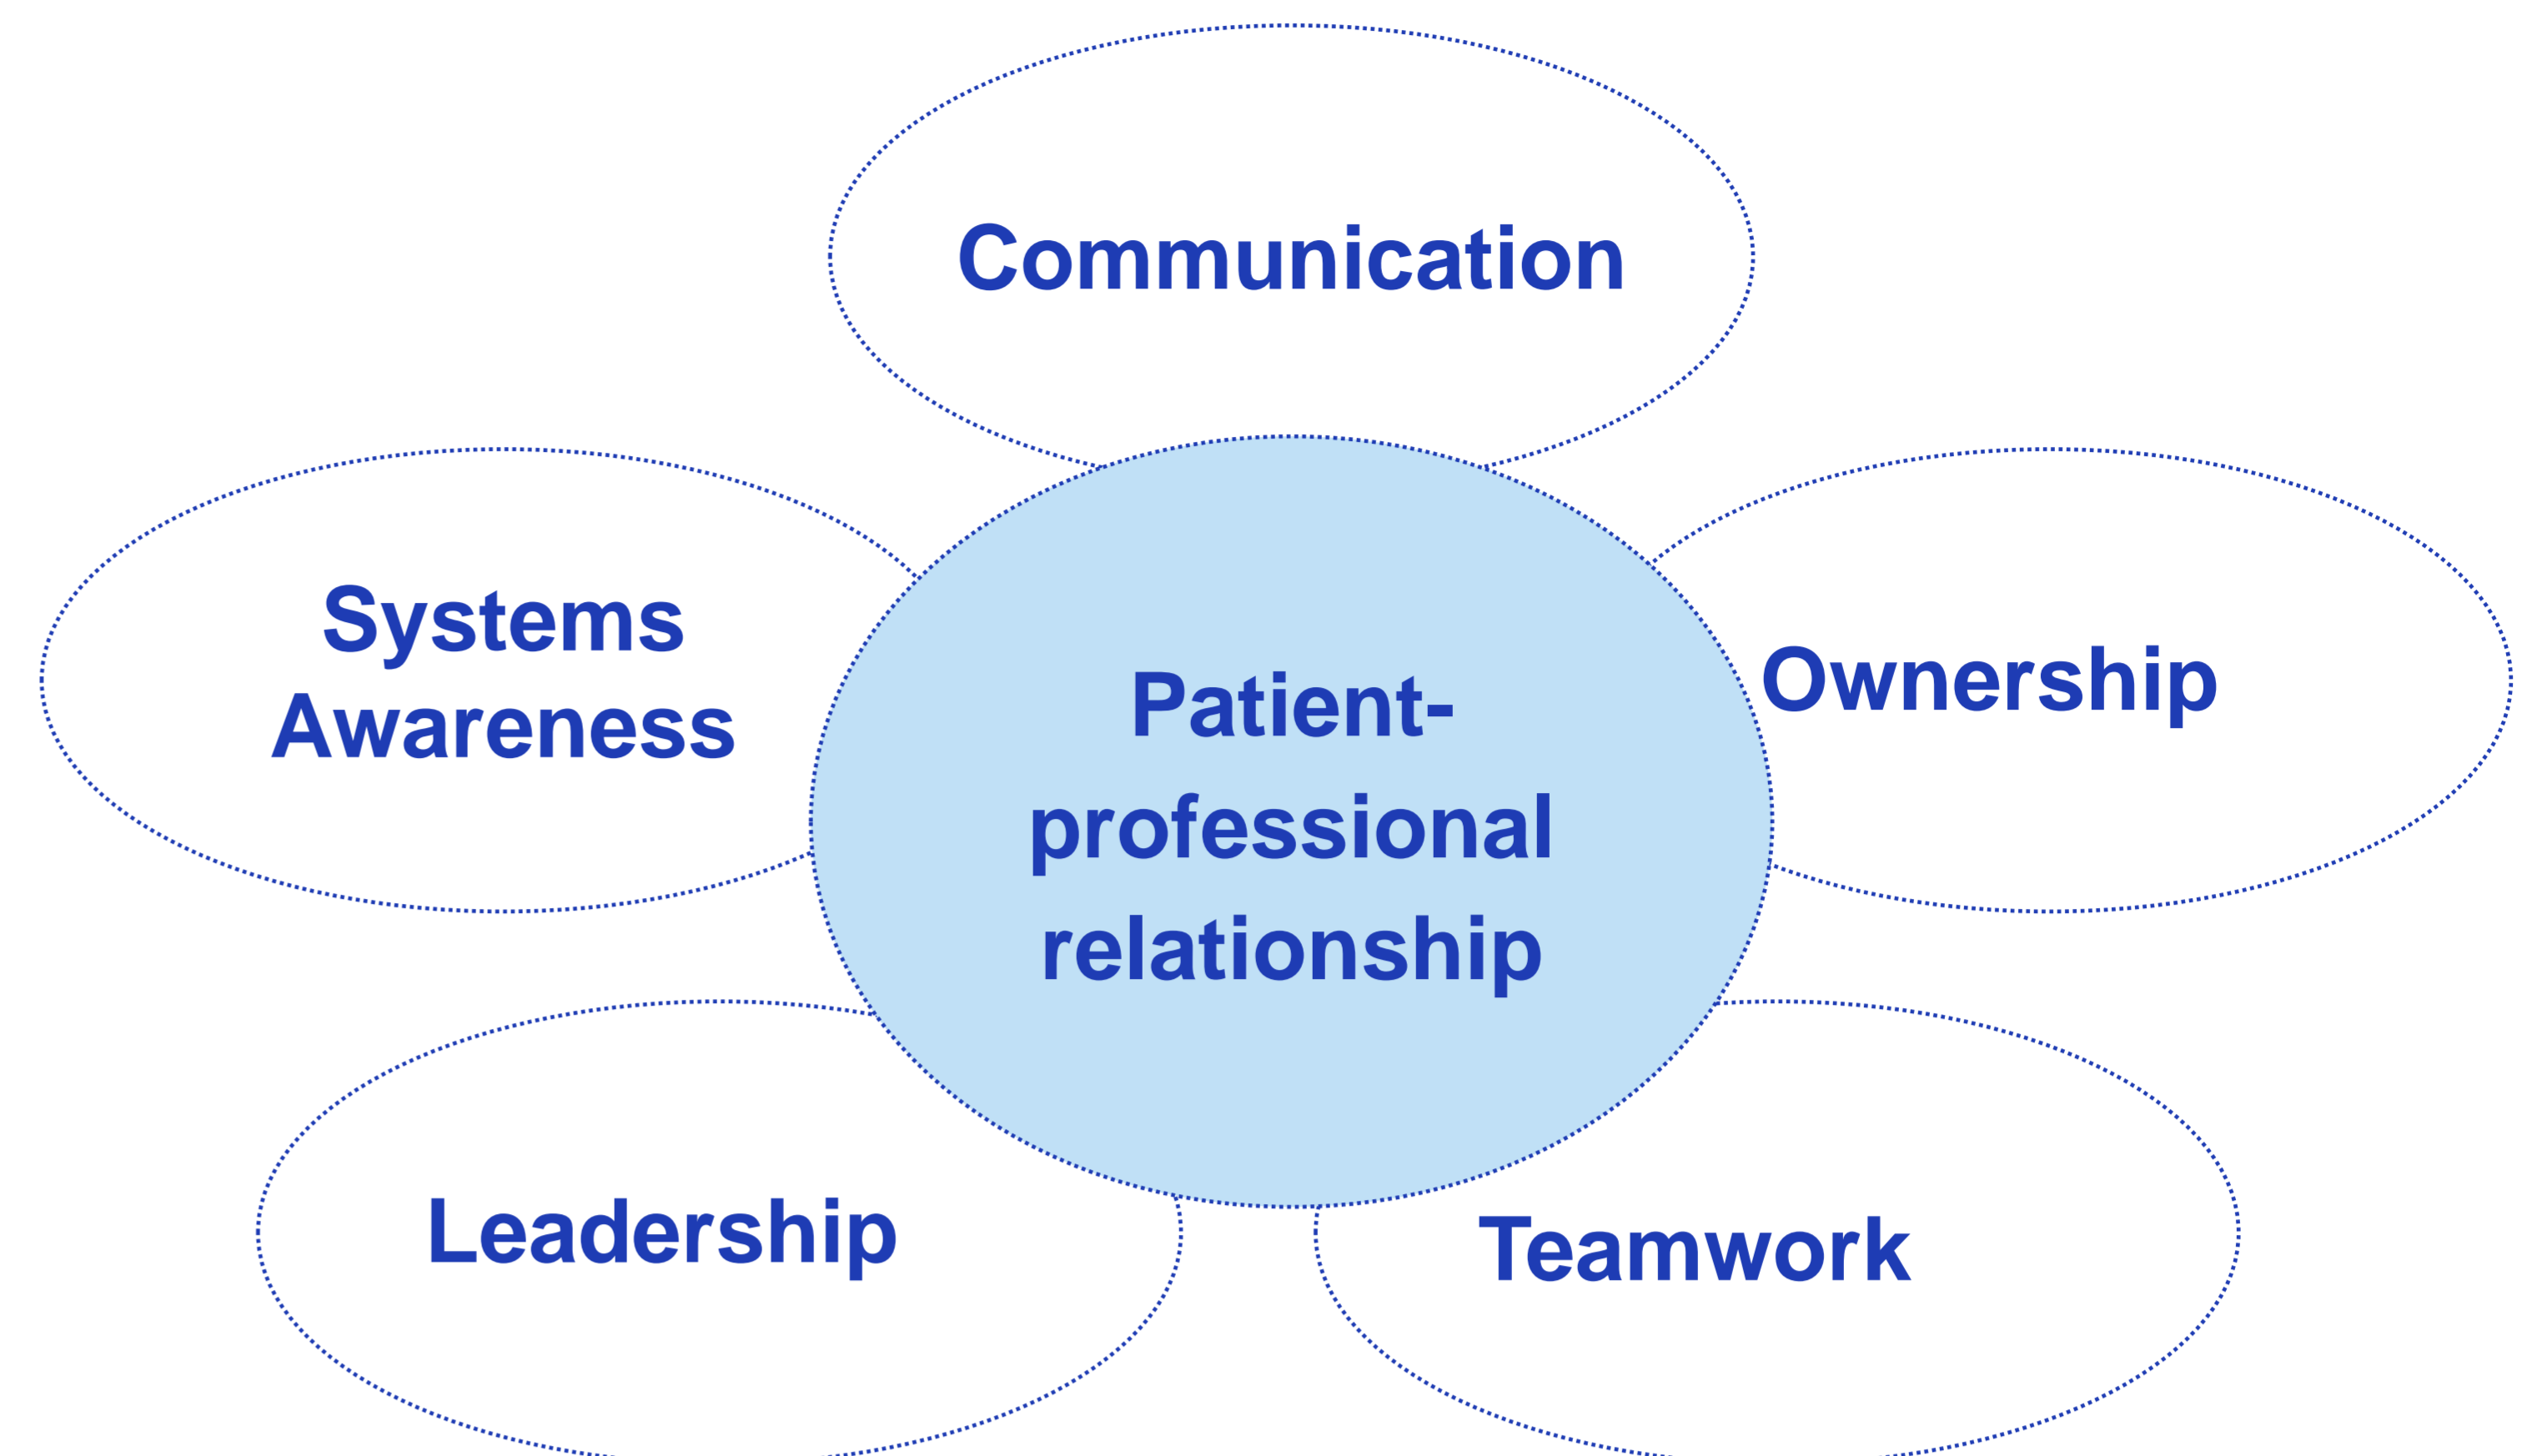 Communication
Systems
Awareness
Ownership
Patient-
professional
relationship
Leadership
Teamwork